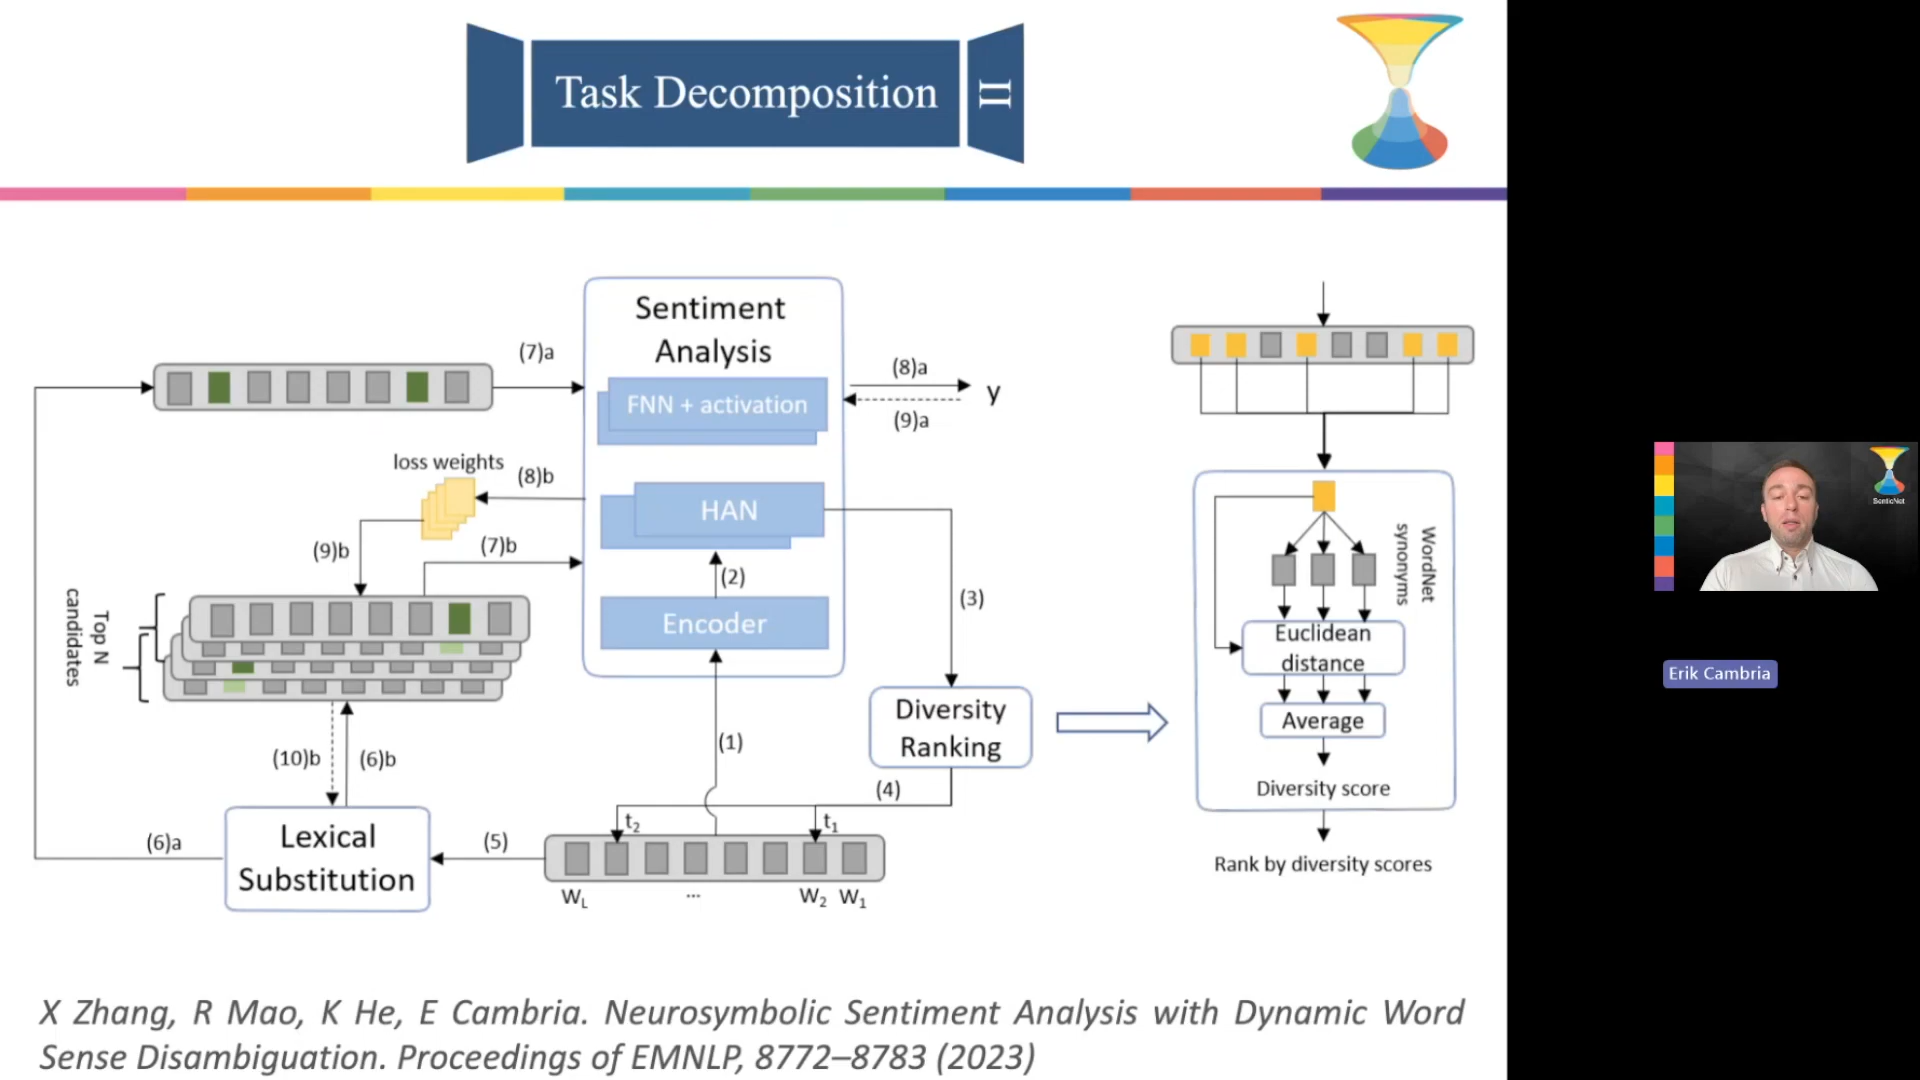 Task Decomposition
II
Sentiment
Analysis
FNN + activation
HAN
Encoder
(7)a
(8)a
y
(9)a
loss weights
(8)b
(9)b
(7)b
(2)
(3)
Top N
candidates
(10)b
(6)b
(1)
Diversity
Ranking
(4)
t2
t1
(6)a
Lexical
Substitution
(5)
WL
...
W2
W1
WordNet
synonyms
Euclidean
distance
Average
Diversity score
Rank by diversity scores
X Zhang, R Mao, K He, E Cambria. Neurosymbolic Sentiment Analysis with Dynamic Word
Sense Disambiguation. Proceedings of EMNLP, 8772–8783 (2023)
SenticNet
Erik Cambria